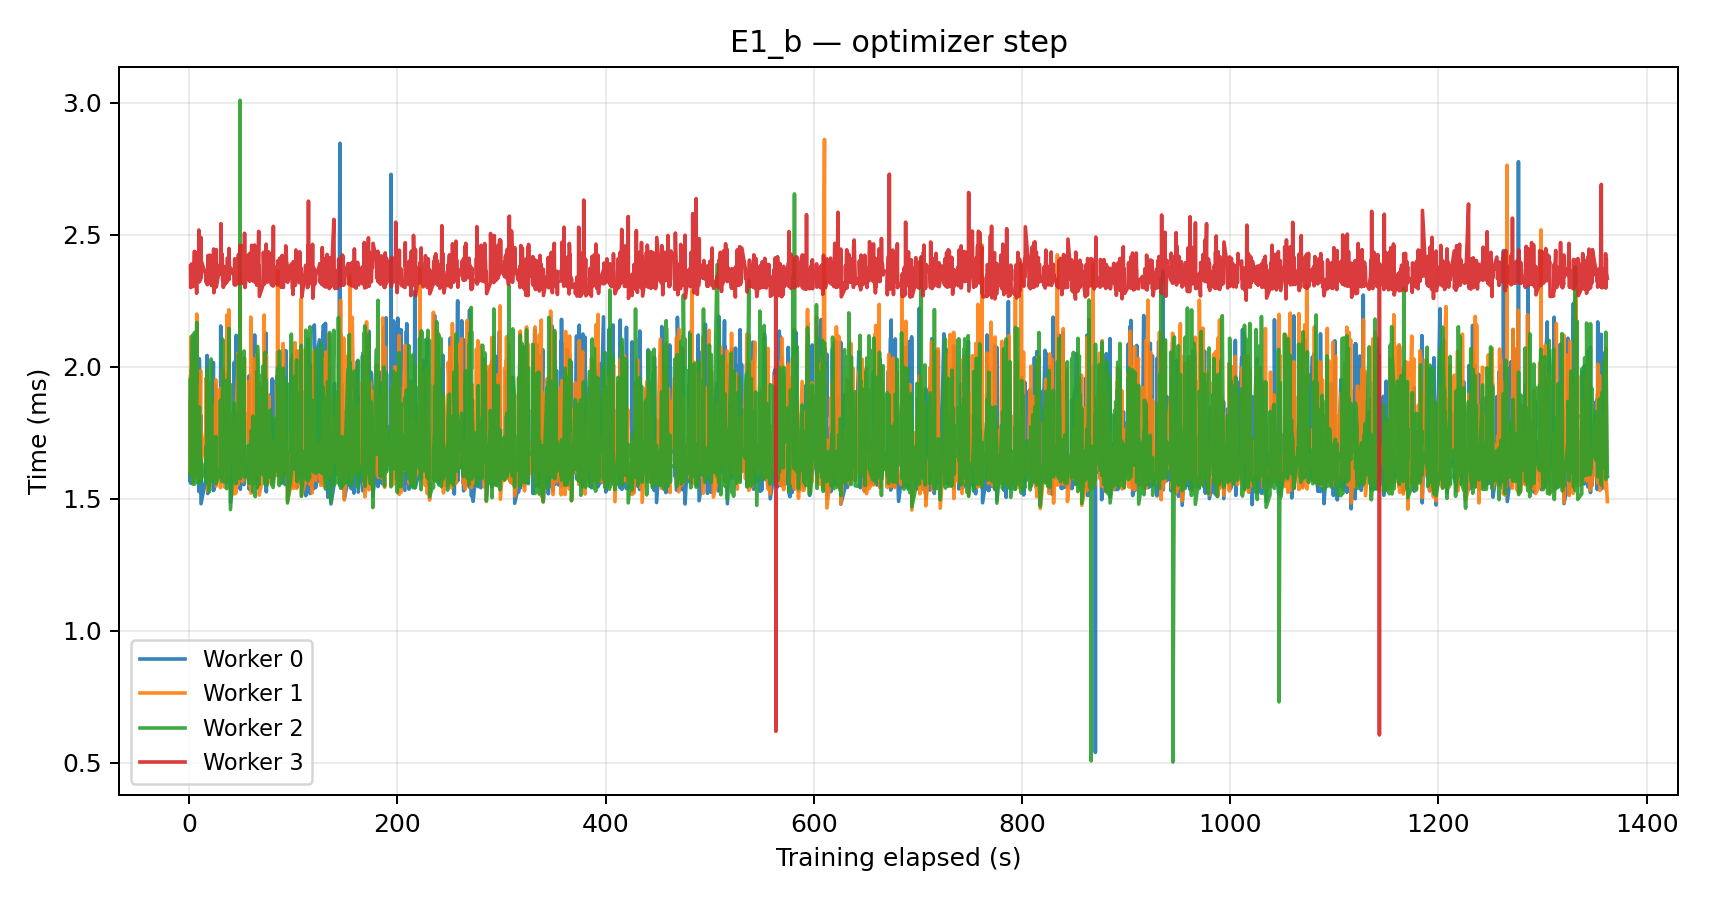 E1_b — optimizer step
Time (ms)
3.0
2.5
2.0
1.5
1.0
0.5
Worker 0
Worker 1
Worker 2
Worker 3
0 200 400 600 800 1000 1200 1400
Training elapsed (s)